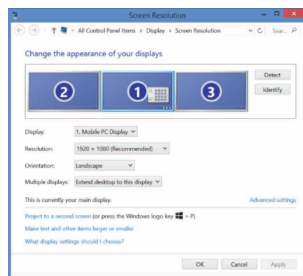 Screen Resolution
All Control Panel Items › Display › Screen Resolution
Change the appearance of your displays
2
1
3
Detect
Identify
Display: 1. Mobile PC Display
Resolution: 1920 × 1080 (Recommended)
Orientation: Landscape
Multiple displays: Extend desktop to this display
This is currently your main display.
Advanced settings
Project to a second screen (or press the Windows logo key + P)
Make text and other items larger or smaller
What display settings should I choose?
OK
Cancel
Apply